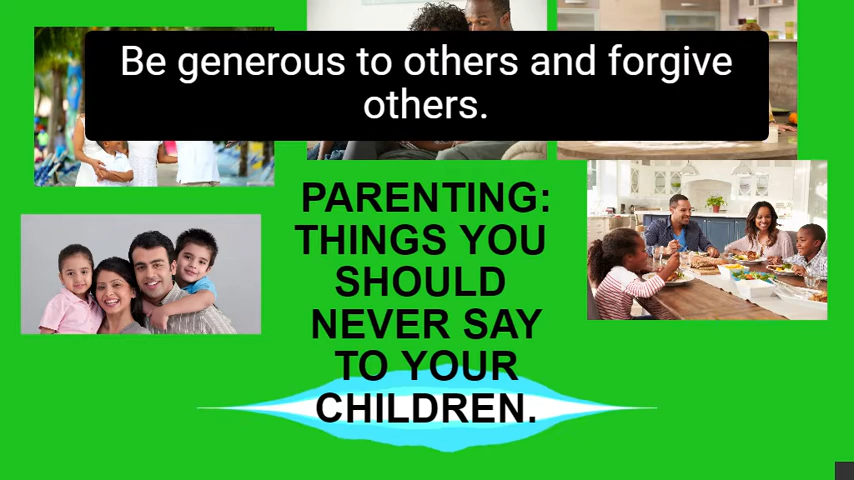 Be generous to others and forgive
others.
PARENTING:
THINGS YOU
SHOULD
NEVER SAY
TO YOUR
CHILDREN.